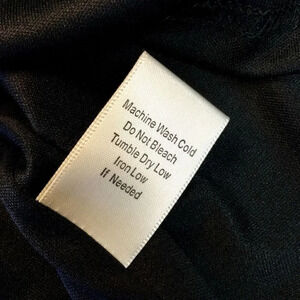 Machine Wash Cold
Do Not Bleach
Tumble Dry Low
Iron Low
If Needed